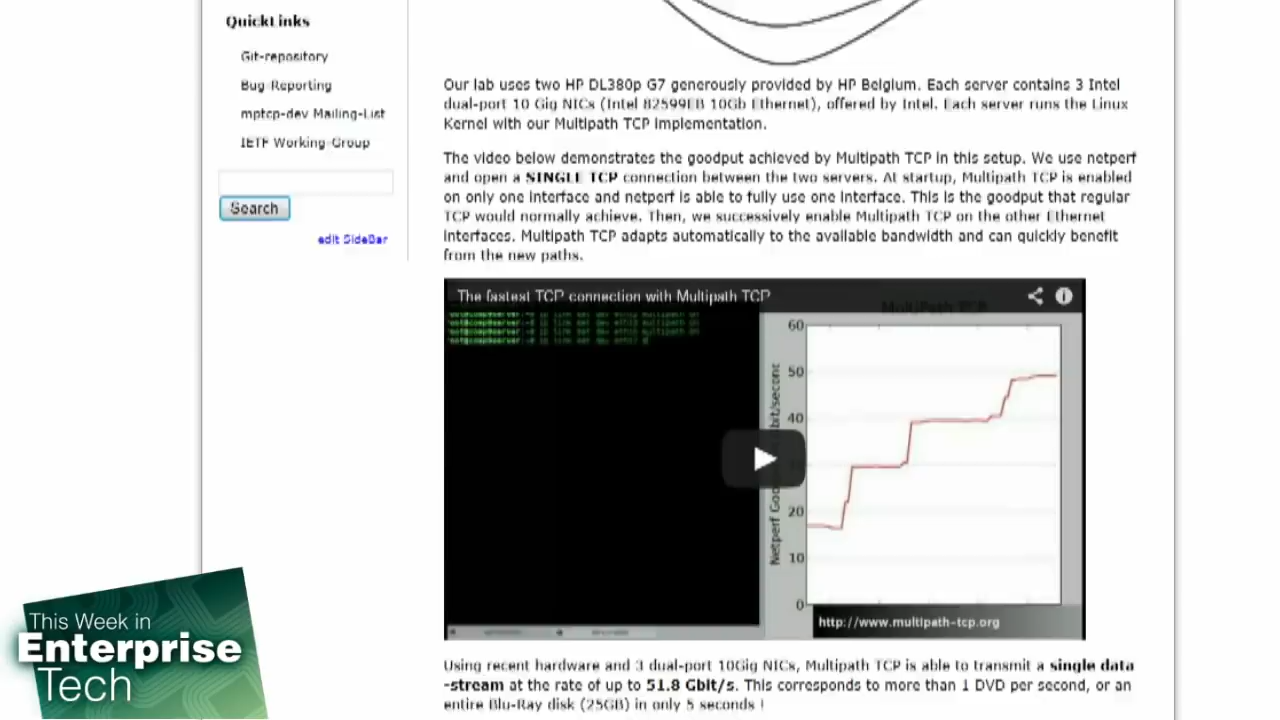 QuickLinks
Git-repository
Bug-Reporting
mptcp-dev Mailing-List
IETF Working-Group
Search
edit SideBar
Our lab uses two HP DL380p G7 generously provided by HP Belgium. Each server contains 3 Intel
dual-port 10 Gig NICs (Intel 82599EB 10Gb Ethernet), offered by Intel. Each server runs the Linux
Kernel with our Multipath TCP implementation.
The video below demonstrates the goodput achieved by Multipath TCP in this setup. We use netperf
and open a SINGLE TCP connection between the two servers. At startup, Multipath TCP is enabled
on only one interface and netperf is able to fully use one interface. This is the goodput that regular
TCP would normally achieve. Then, we successively enable Multipath TCP on the other Ethernet
interfaces. Multipath TCP adapts automatically to the available bandwidth and can quickly benefit
from the new paths.
The fastest TCP connection with Multipath TCP
MultiPath TCP
60
50
40
20
10
0
Netperf
http://www.multipath-tcp.org
Using recent hardware and 3 dual-port 10Gig NICs, Multipath TCP is able to transmit a single data
-stream at the rate of up to 51.8 Gbit/s. This corresponds to more than 1 DVD per second, or an
entire Blu-Ray disk (25GB) in only 5 seconds !
This Week in
Enterprise
Tech